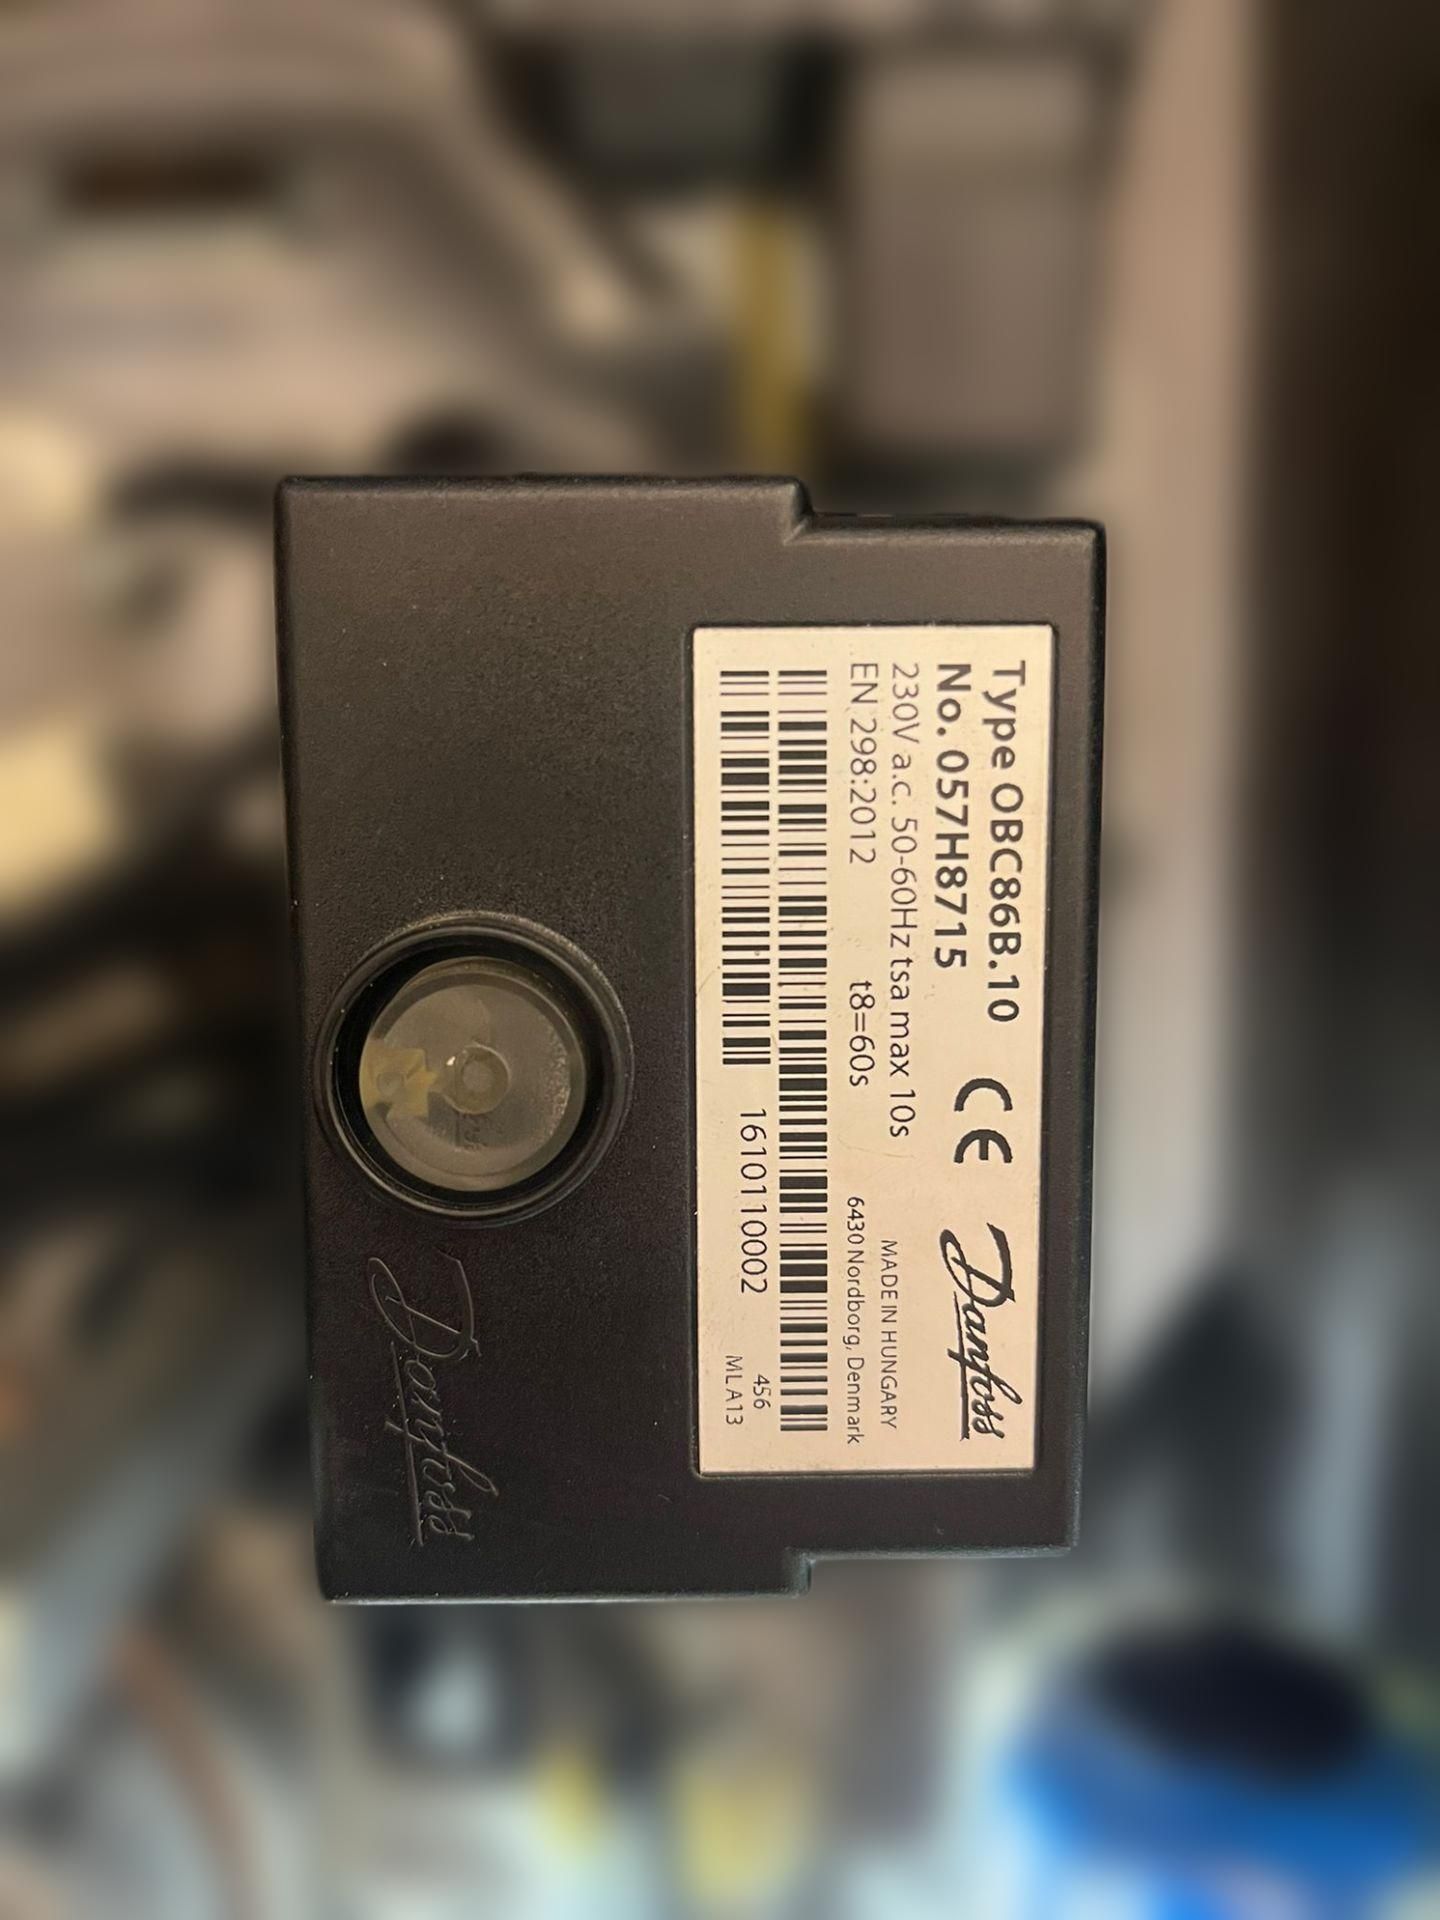 Type OBC86B.10
No. 057H8715
CE
Danfoss
230V a.c. 50-60Hz tsa max 10s
EN 298:2012 t8=60s
MADE IN HUNGARY
6430 Nordborg, Denmark
1610110002
456
MLA13
Danfoss